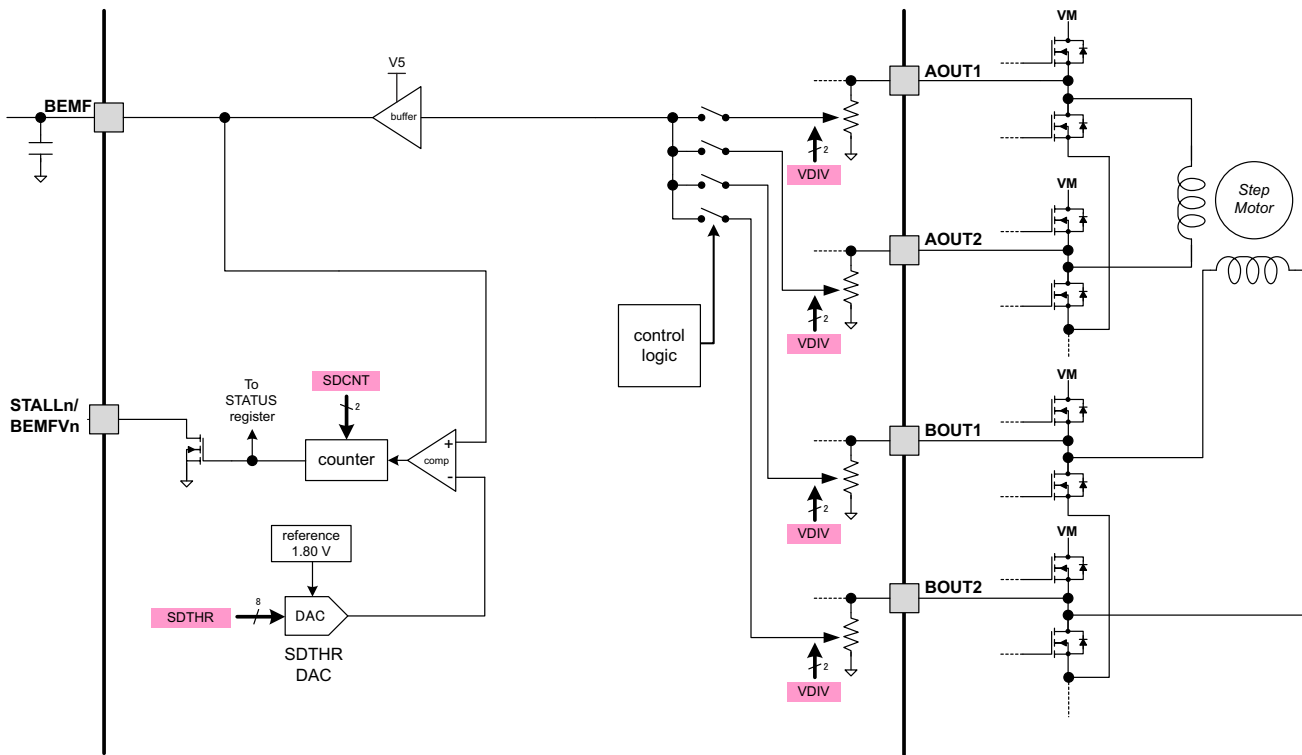 VM
V5
AOUT1
BEMF
buffer
2
VDIV
VM
Step
Motor
AOUT2
2
VDIV
control
logic
VM
SDCNT
To
STATUS
register
2
STALLn/
BEMFVn
BOUT1
+
counter
comp
-
2
VDIV
reference
1.80 V
VM
BOUT2
8
SDTHR
DAC
SDTHR
DAC
2
VDIV